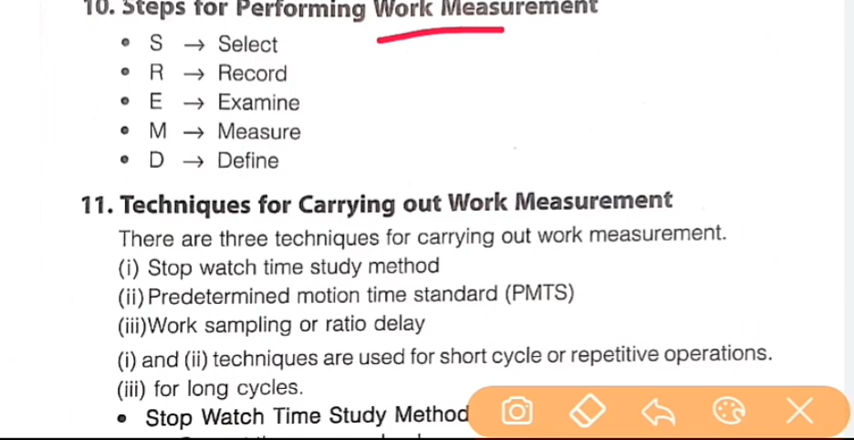 10. Steps for Performing Work Measurement
• S → Select
• R → Record
• E → Examine
• M → Measure
• D → Define
11. Techniques for Carrying out Work Measurement
There are three techniques for carrying out work measurement.
(i) Stop watch time study method
(ii) Predetermined motion time standard (PMTS)
(iii)Work sampling or ratio delay
(i) and (ii) techniques are used for short cycle or repetitive operations.
(iii) for long cycles.
• Stop Watch Time Study Method